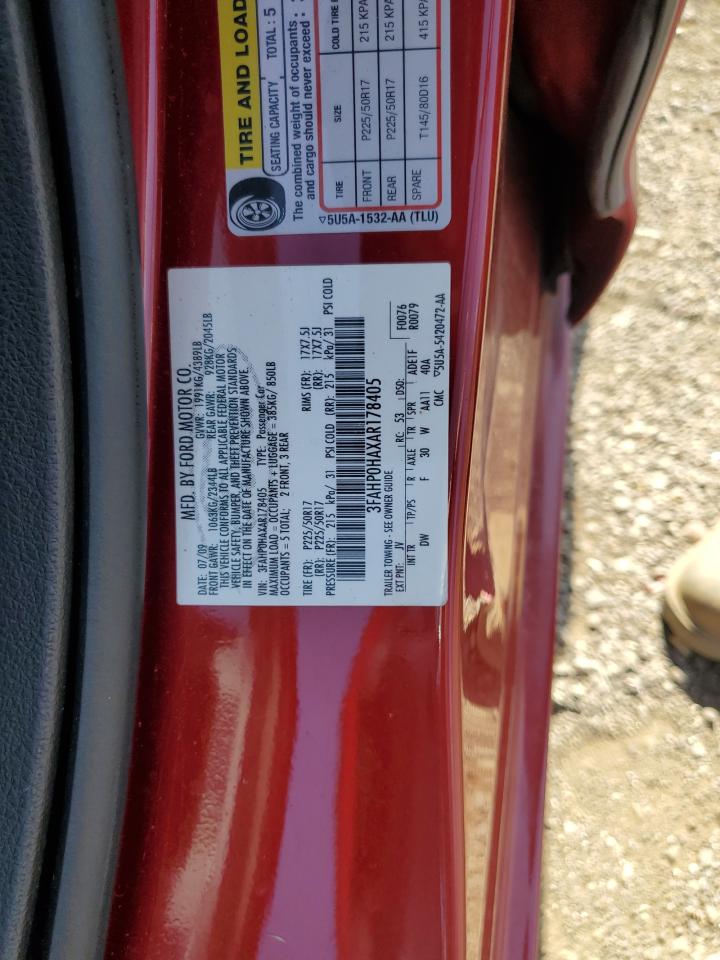 TIRE AND LOAD
SEATING CAPACITY TOTAL : 5
The combined weight of occupants
and cargo should never exceed :
TIRE SIZE COLD TIRE
FRONT P225/50R17 215 KPA
REAR P225/50R17 215 KPA
SPARE T145/80D16 415 KPA
5U5A-1532-AA (TLU)
MFD. BY FORD MOTOR CO.
DATE: 07/09 GVWR: 1991KG/4389LB
FRONT GAWR: 1063KG/2344LB REAR GAWR: 928KG/2045LB
THIS VEHICLE CONFORMS TO ALL APPLICABLE FEDERAL MOTOR
VEHICLE SAFETY, BUMPER, AND THEFT PREVENTION STANDARDS
IN EFFECT ON THE DATE OF MANUFACTURE SHOWN ABOVE.
VIN: 3FAHP0HAXAR178405 TYPE: Passenger Car
MAXIMUM LOAD = OCCUPANTS + LUGGAGE = 385KG/ 850LB
OCCUPANTS = 5 TOTAL; 2 FRONT, 3 REAR
TIRE (FR): P225/50R17 RIMS (FR): 17X7.5J
(RR): P225/50R17 (RR): 17X7.5J
PRESSURE (FR): 215 kPa/ 31 PSI COLD (RR): 215 kPa/ 31 PSI COLD
3FAHP0HAXAR178405
F0076
R0079
TRAILER TOWING - SEE OWNER GUIDE
EXT PNT: JV RC: 53 DSO:
INT TR TP/PS R AXLE TR SPR ADE1F
DW F 30 W AA11 40A
CMC 5U5A-5420472-AA